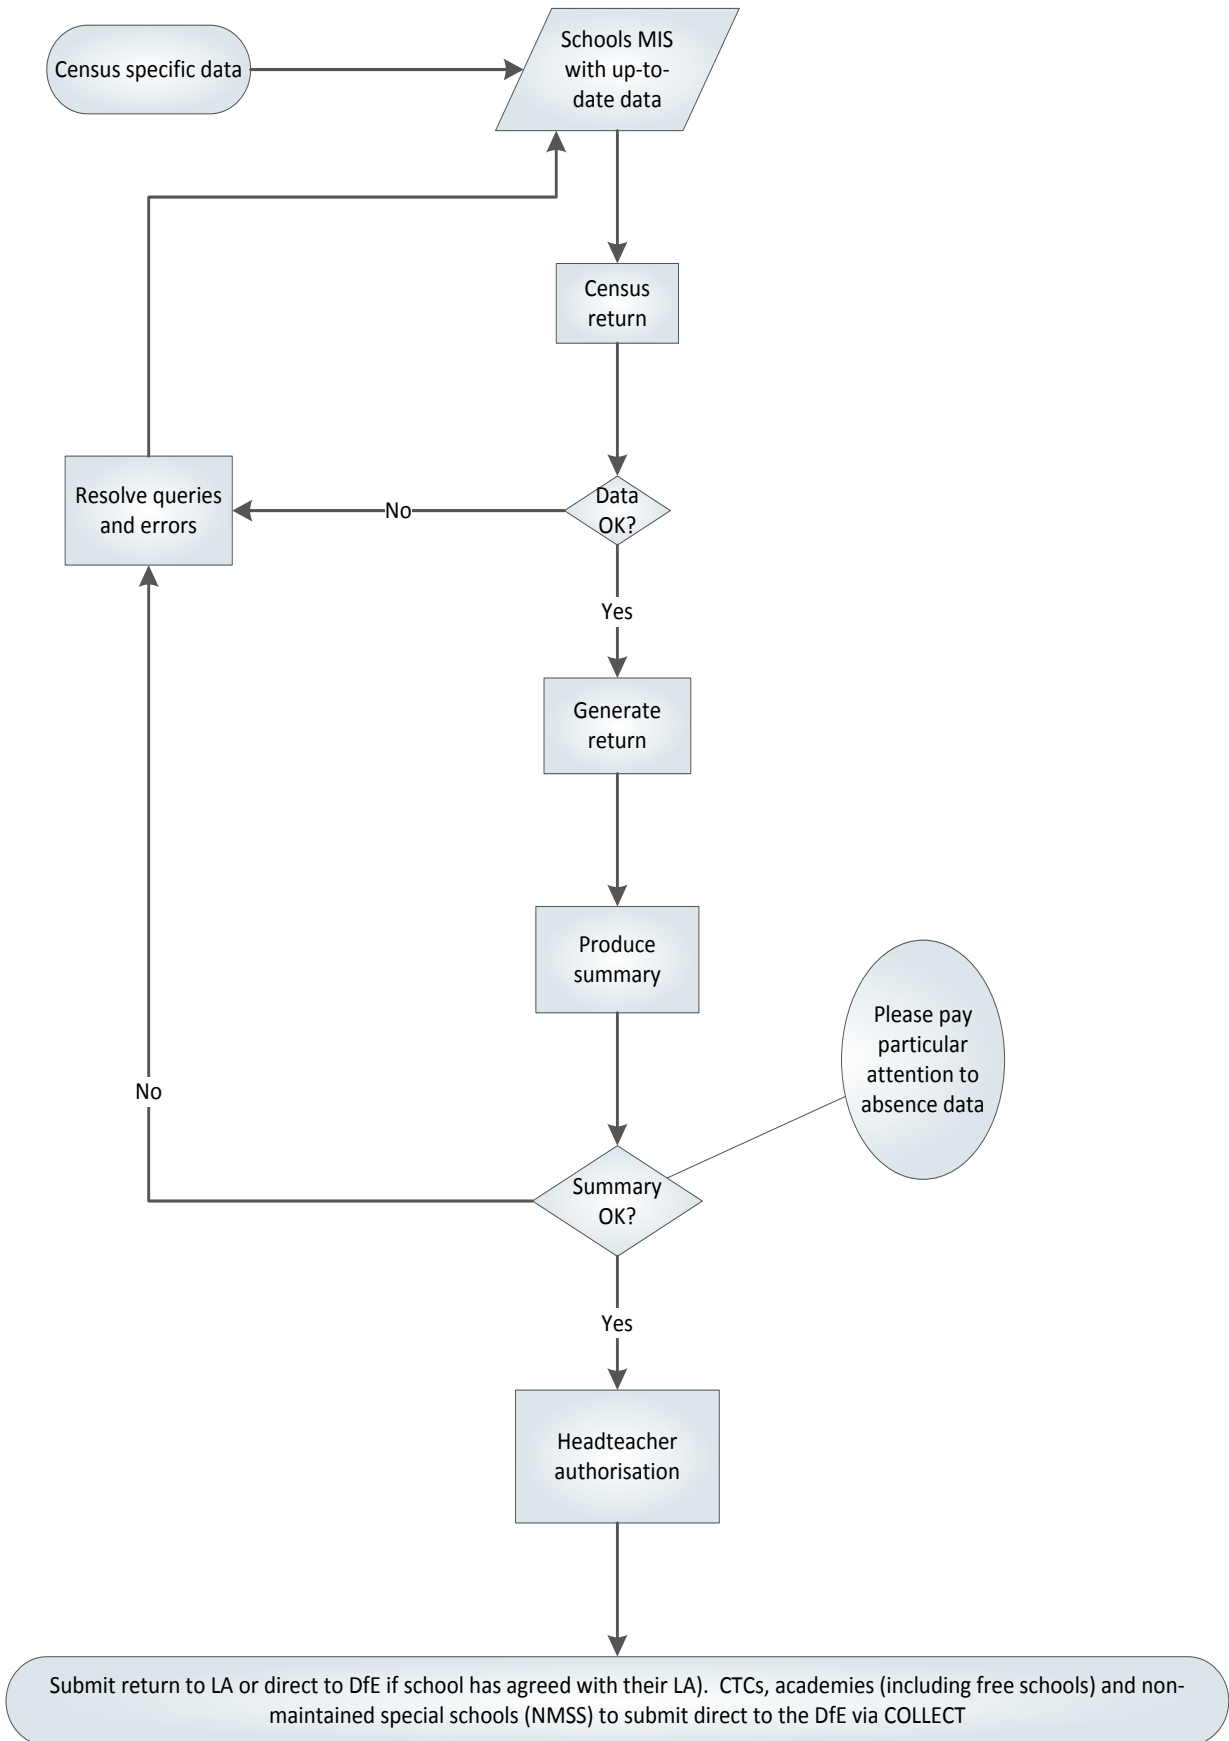 Census specific data
Schools MIS
with up-to-
date data
Census
return
Data
OK?
No
Resolve queries
and errors
Yes
Generate
return
Produce
summary
Please pay
particular
attention to
absence data
No
Summary
OK?
Yes
Headteacher
authorisation
Submit return to LA or direct to DfE if school has agreed with their LA).  CTCs, academies (including free schools) and non-
maintained special schools (NMSS) to submit direct to the DfE via COLLECT